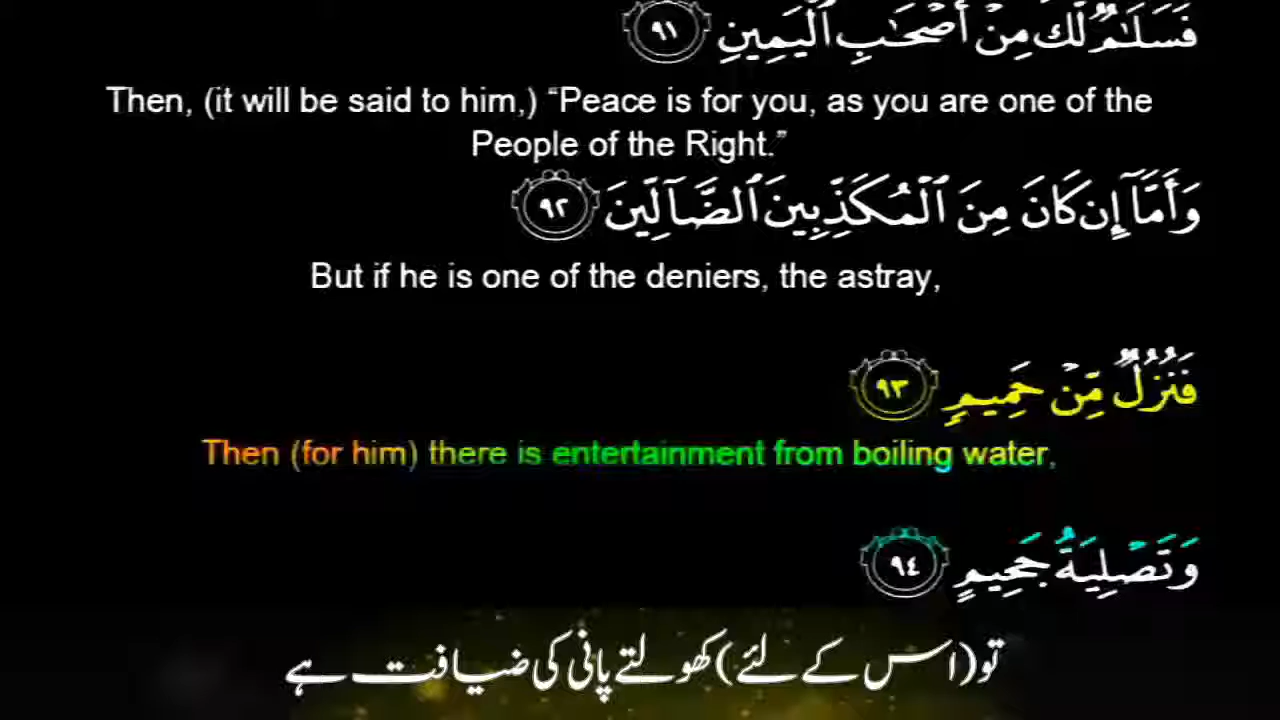 فَسَلَـٰمٌ لَّكَ مِنْ أَصْحَـٰبِ ٱلْيَمِينِ ٩١
Then, (it will be said to him,) “Peace is for you, as you are one of the
People of the Right.”
وَأَمَّآ إِن كَانَ مِنَ ٱلْمُكَذِّبِينَ ٱلضَّآلِّينَ ٩٢
But if he is one of the deniers, the astray,
فَنُزُلٌ مِّنْ حَمِيمٍ ٩٣
Then (for him) there is entertainment from boiling water,
وَتَصْلِيَةُ جَحِيمٍ ٩٤
تو (اس کے لئے) کھولتے پانی کی ضیافت ہے